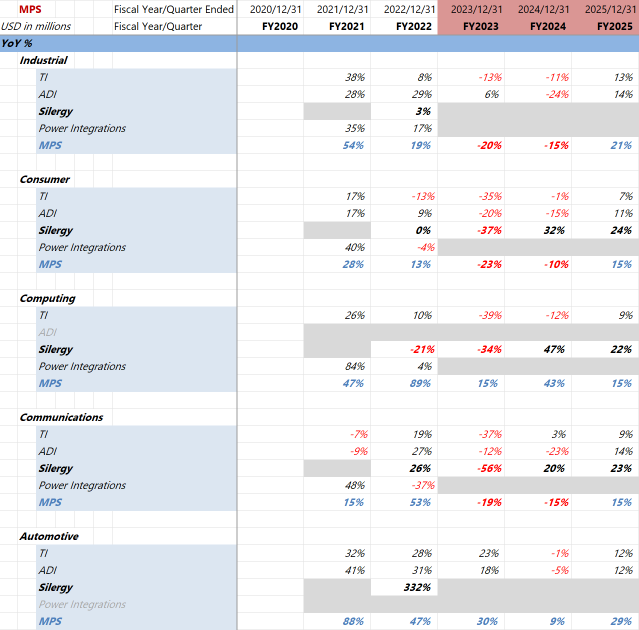 MPS Fiscal Year/Quarter Ended 2020/12/31 2021/12/31 2022/12/31 2023/12/31 2024/12/31 2025/12/31
USD in millions Fiscal Year/Quarter FY2020 FY2021 FY2022 FY2023 FY2024 FY2025
YoY %
Industrial
TI 38% 8% -13% -11% 13%
ADI 28% 29% 6% -24% 14%
Silergy 3%
Power Integrations 35% 17%
MPS 54% 19% -20% -15% 21%
Consumer
TI 17% -13% -35% -1% 7%
ADI 17% 9% -20% -15% 11%
Silergy 0% -37% 32% 24%
Power Integrations 40% -4%
MPS 28% 13% -23% -10% 15%
Computing
TI 26% 10% -39% -12% 9%
ADI
Silergy -21% -34% 47% 22%
Power Integrations 84% 4%
MPS 47% 89% 15% 43% 15%
Communications
TI -7% 19% -37% 3% 9%
ADI -9% 27% -12% -23% 14%
Silergy 26% -56% 20% 23%
Power Integrations 48% -37%
MPS 15% 53% -19% -15% 15%
Automotive
TI 32% 28% 23% -1% 12%
ADI 41% 31% 18% -5% 12%
Silergy 332%
Power Integrations
MPS 88% 47% 30% 9% 29%